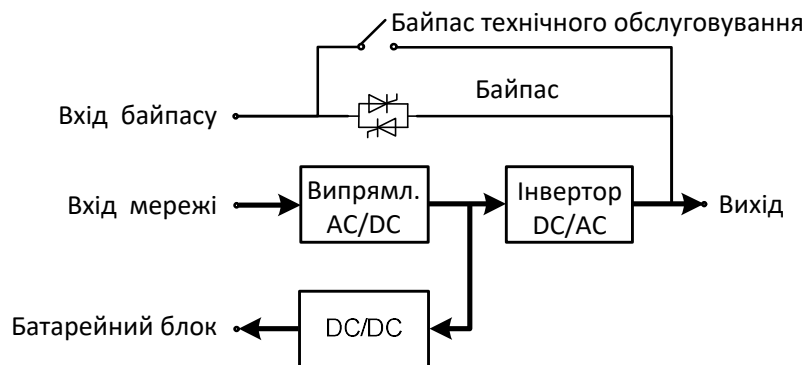 Байпас технічного обслуговування
Байпас
Вхід байпасу
Вхід мережі
Випрямл.
AC/DC
Інвертор
DC/AC
Вихід
Батарейний блок
DC/DC